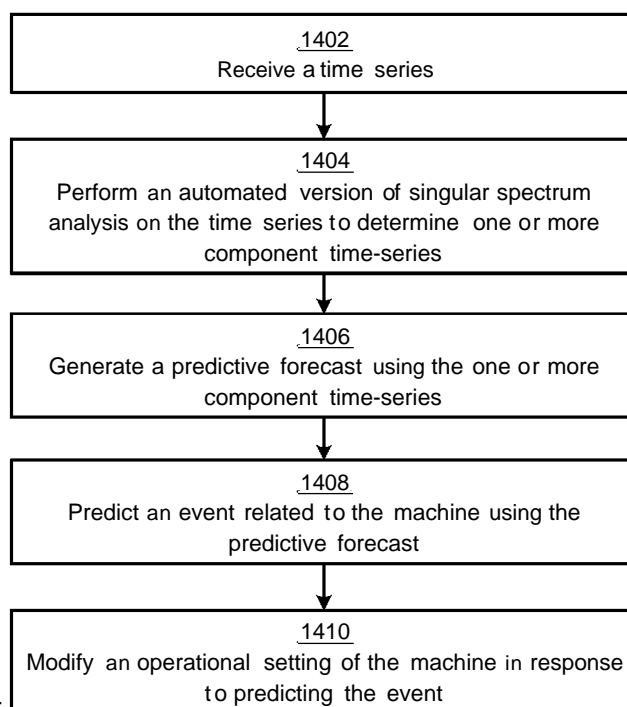 1402
Receive a time series
1404
Perform an automated version of singular spectrum
analysis on the time series to determine one or more
component time-series
1406
Generate a predictive forecast using the one or more
component time-series
1408
Predict an event related to the machine using the
predictive forecast
1410
Modify an operational setting of the machine in response
to predicting the event